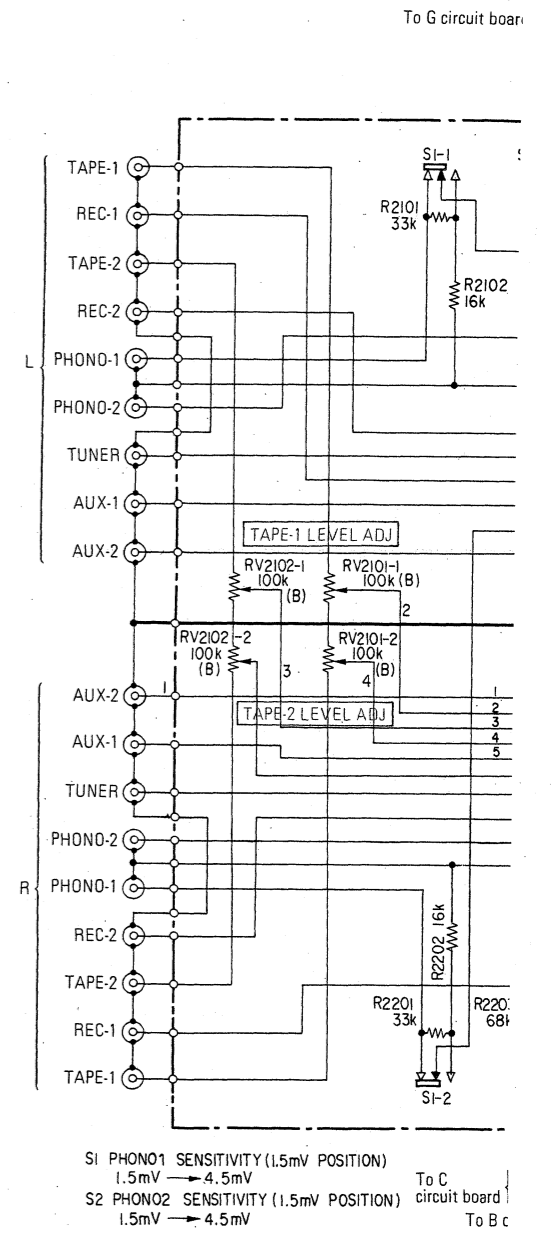 To G circuit board
TAPE-1
REC-1
TAPE-2
REC-2
L
PHONO-1
PHONO-2
TUNER
AUX-1
AUX-2
S1-1
R2101
33k
R2102
16k
TAPE-1 LEVEL ADJ
RV2102-1
100k
(B)
RV2101-1
100k (B)
2
RV2102-2
100k
(B)
3
RV2101-2
100k
(B)
4
AUX-2
1
1
2
TAPE-2 LEVEL ADJ
3
4
AUX-1
5
TUNER
PHONO-2
R
PHONO-1
REC-2
R2202 16k
TAPE-2
R2201
33k
68k
REC-1
TAPE-1
S1-2
S1 PHONO1 SENSITIVITY (1.5mV POSITION)
1.5mV → 4.5mV
S2 PHONO2 SENSITIVITY (1.5mV POSITION)
1.5mV → 4.5mV
To C
circuit board
To B c